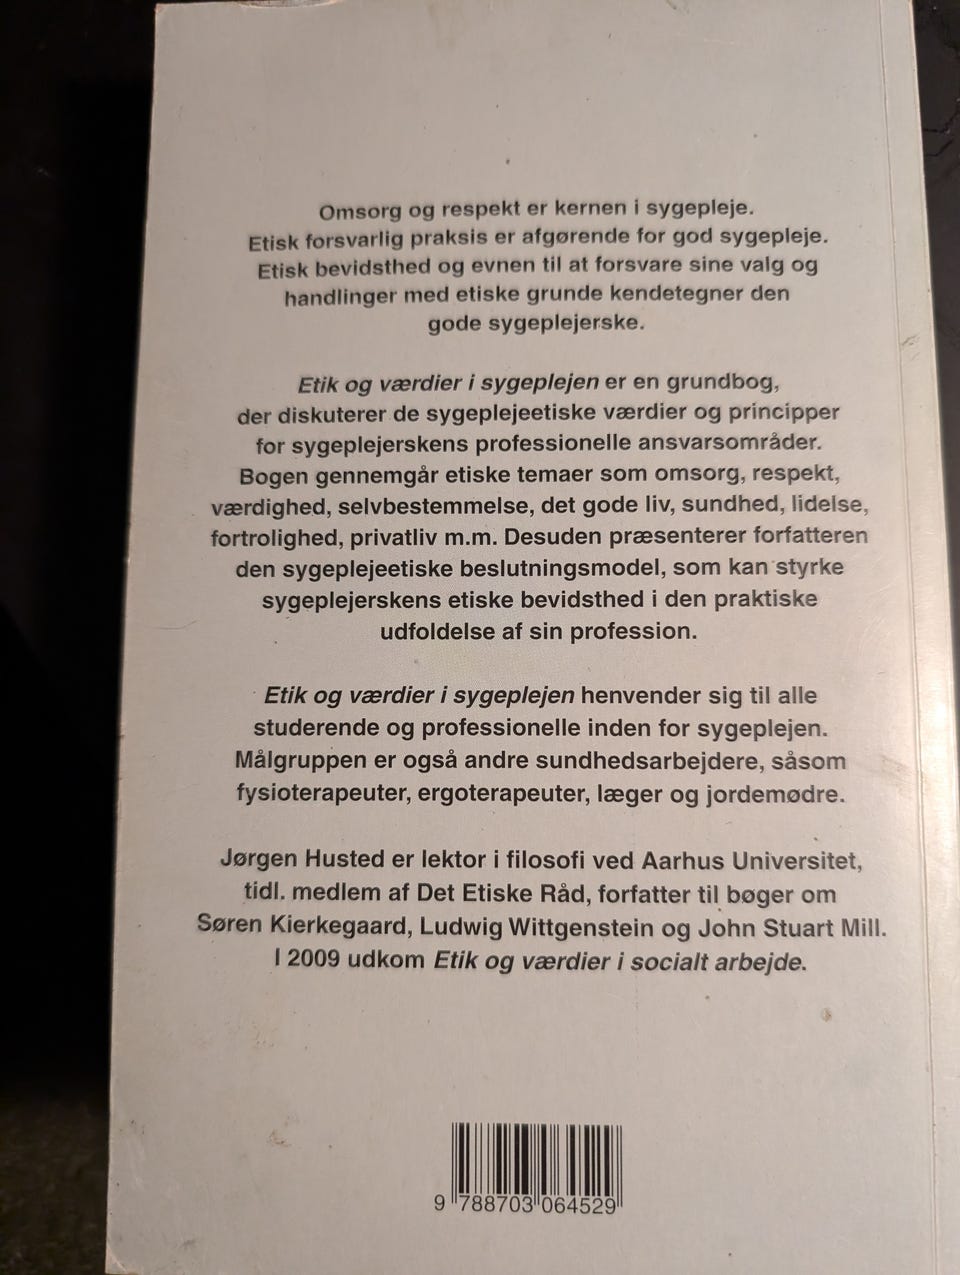 Omsorg og respekt er kernen i sygepleje.
Etisk forsvarlig praksis er afgørende for god sygepleje.
Etisk bevidsthed og evnen til at forsvare sine valg og
handlinger med etiske grunde kendetegner den
gode sygeplejerske.
Etik og værdier i sygeplejen er en grundbog,
der diskuterer de sygeplejeetiske værdier og principper
for sygeplejerskens professionelle ansvarsområder.
Bogen gennemgår etiske temaer som omsorg, respekt,
værdighed, selvbestemmelse, det gode liv, sundhed, lidelse,
fortrolighed, privatliv m.m. Desuden præsenterer forfatteren
den sygeplejeetiske beslutningsmodel, som kan styrke
sygeplejerskens etiske bevidsthed i den praktiske
udfoldelse af sin profession.
Etik og værdier i sygeplejen henvender sig til alle
studerende og professionelle inden for sygeplejen.
Målgruppen er også andre sundhedsarbejdere, såsom
fysioterapeuter, ergoterapeuter, læger og jordemødre.
Jørgen Husted er lektor i filosofi ved Aarhus Universitet,
tidl. medlem af Det Etiske Råd, forfatter til bøger om
Søren Kierkegaard, Ludwig Wittgenstein og John Stuart Mill.
I 2009 udkom Etik og værdier i socialt arbejde.
9 788703 064529